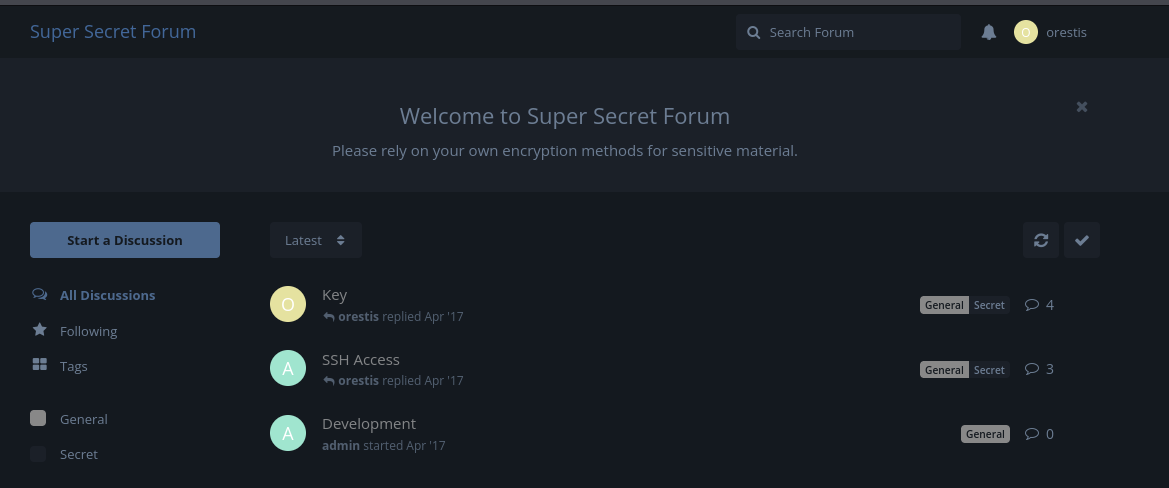 Super Secret Forum
Search Forum
O
orestis
Welcome to Super Secret Forum
Please rely on your own encryption methods for sensitive material.
Start a Discussion
Latest
All Discussions
Following
Tags
General
Secret
O
Key
orestis replied Apr '17
General Secret
4
A
SSH Access
orestis replied Apr '17
General Secret
3
A
Development
admin started Apr '17
General
0